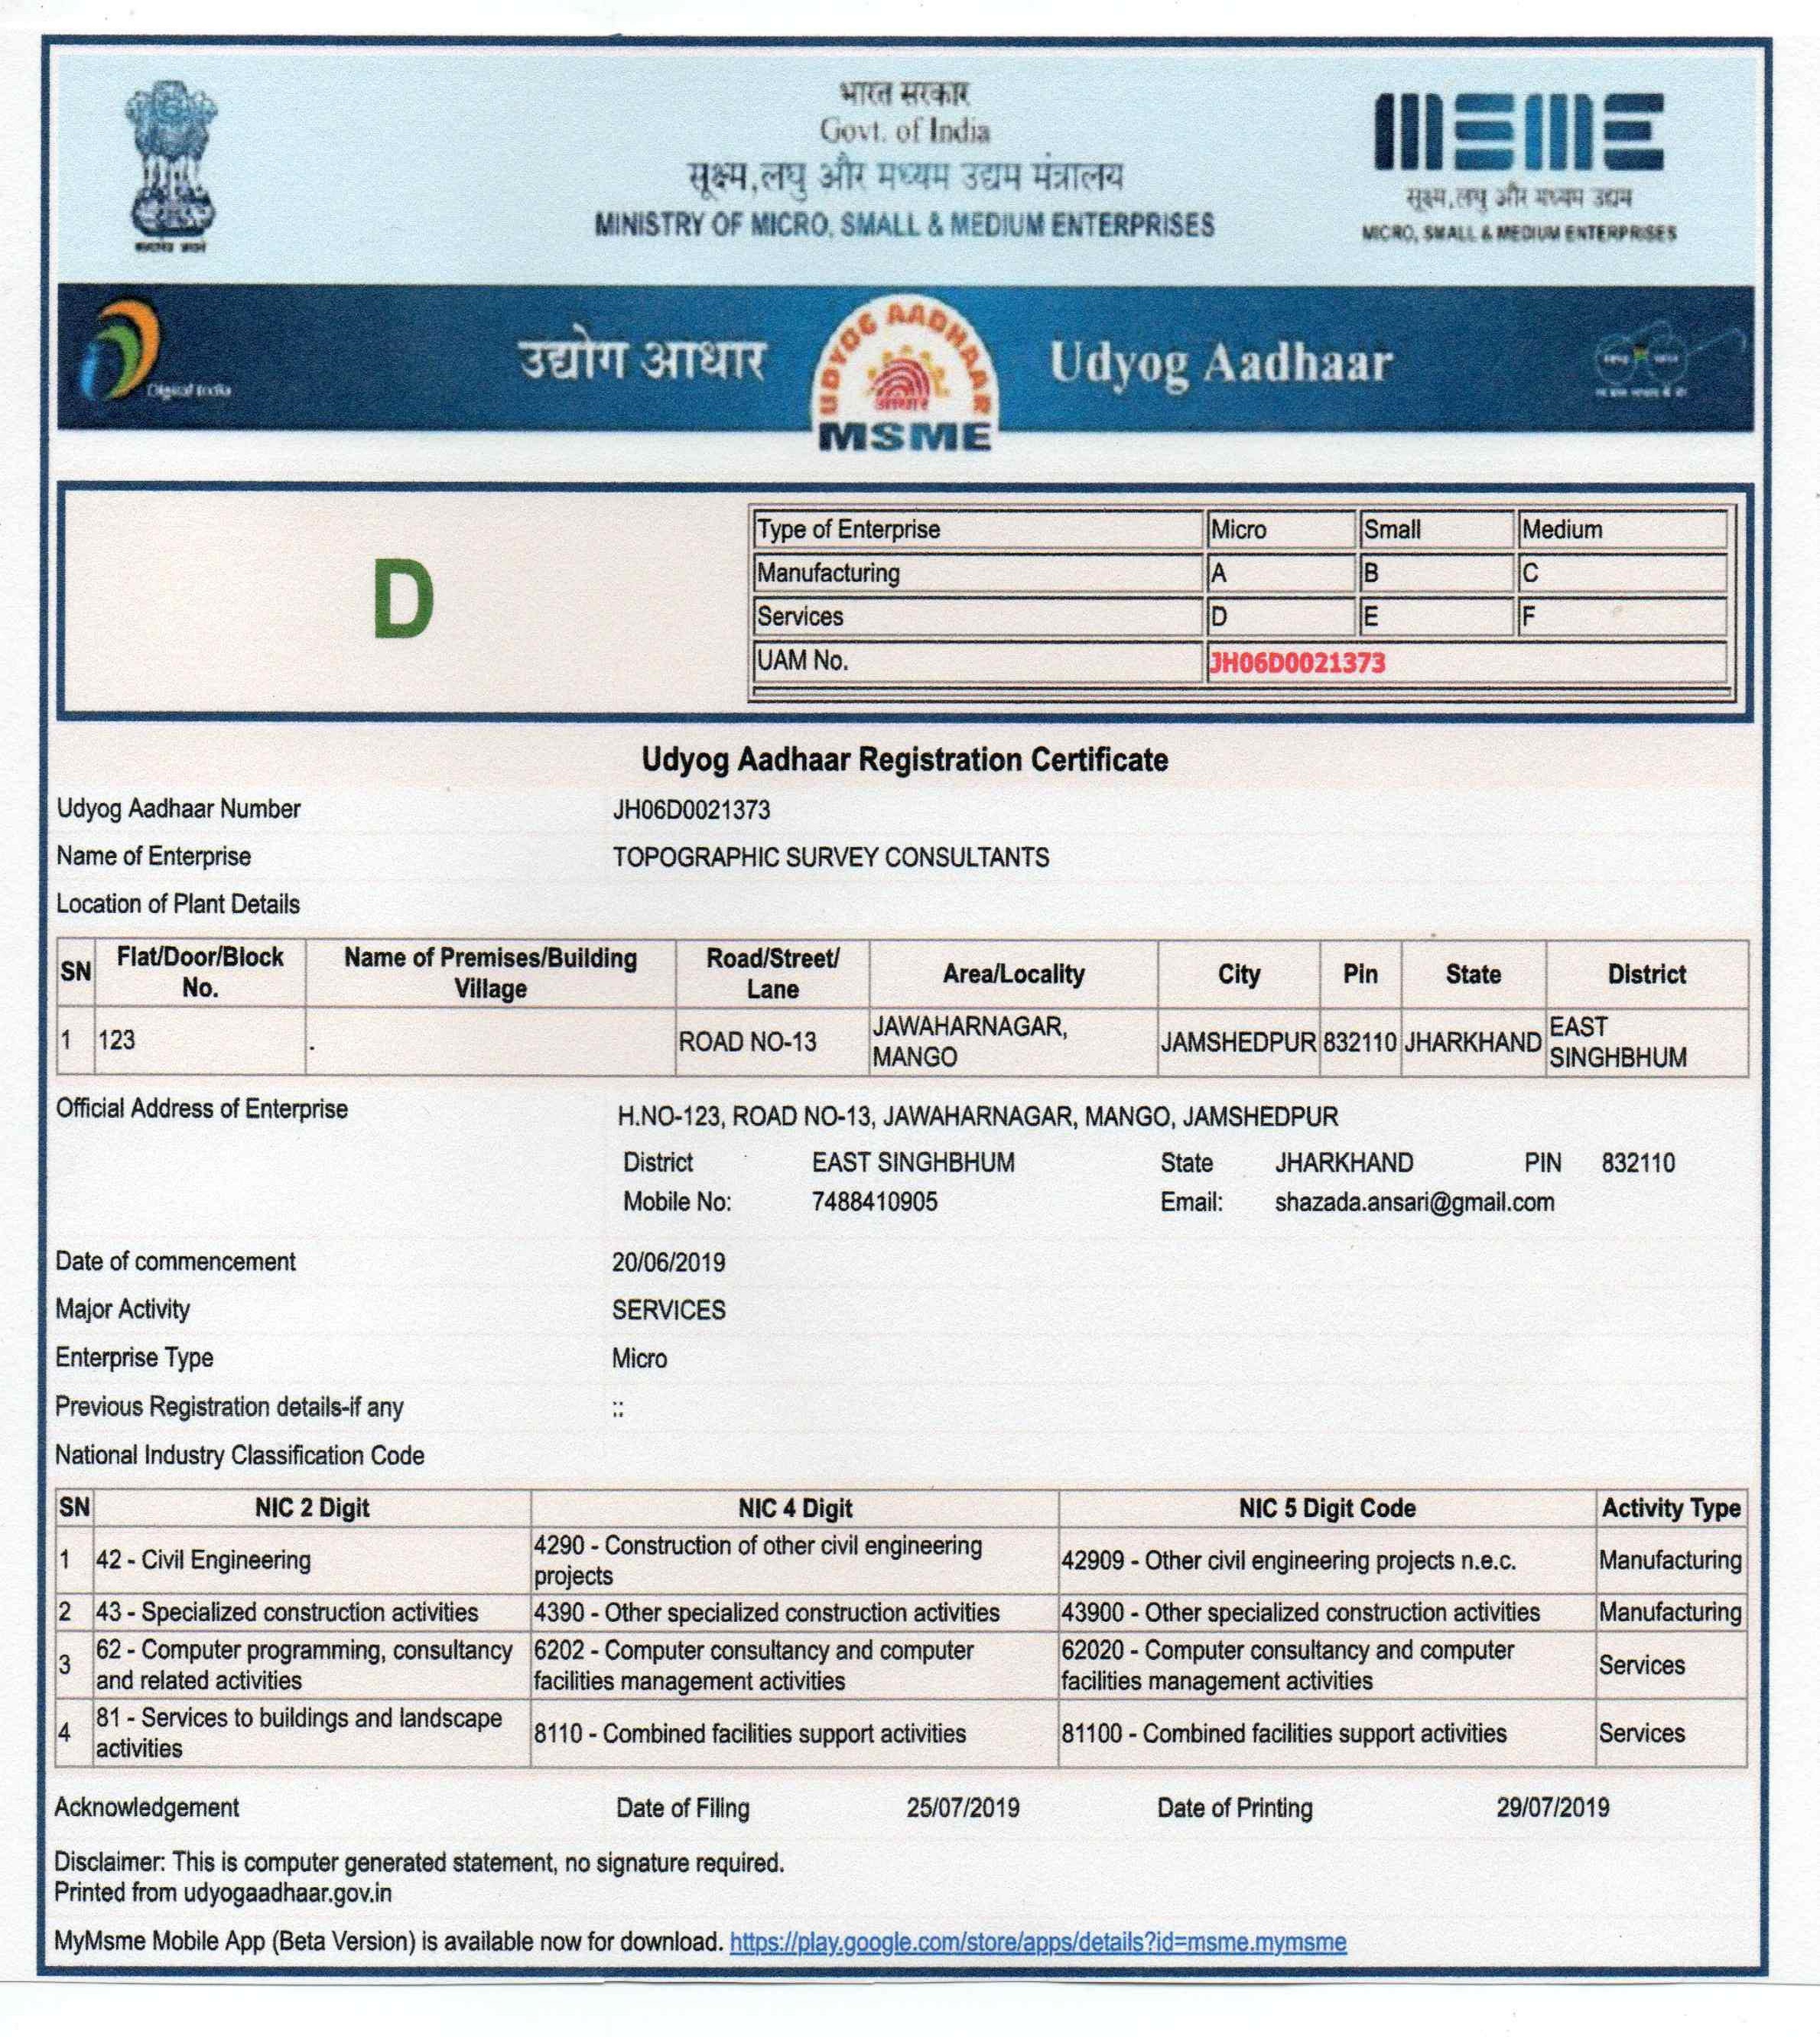 भारत सरकार
Govt. of India
सूक्ष्म,लघु और मध्यम उद्यम मंत्रालय
MINISTRY OF MICRO, SMALL & MEDIUM ENTERPRISES
सूक्ष्म,लघु और मध्यम उद्यम
MICRO, SMALL & MEDIUM ENTERPRISES
सत्यमेव जयते
Digital India
उद्योग आधार
UDYOG AADHAAR
आधार
MSME
Udyog Aadhaar
D
Type of Enterprise Micro Small Medium
Manufacturing A B C
Services D E F
UAM No. JH06D0021373
Udyog Aadhaar Registration Certificate
Udyog Aadhaar Number JH06D0021373
Name of Enterprise TOPOGRAPHIC SURVEY CONSULTANTS
Location of Plant Details
SN Flat/Door/Block No. Name of Premises/Building Village Road/Street/ Lane Area/Locality City Pin State District
1 123 . ROAD NO-13 JAWAHARNAGAR, MANGO JAMSHEDPUR 832110 JHARKHAND EAST SINGHBHUM
Official Address of Enterprise H.NO-123, ROAD NO-13, JAWAHARNAGAR, MANGO, JAMSHEDPUR
District EAST SINGHBHUM State JHARKHAND PIN 832110
Mobile No: 7488410905 Email: shazada.ansari@gmail.com
Date of commencement 20/06/2019
Major Activity SERVICES
Enterprise Type Micro
Previous Registration details-if any ::
National Industry Classification Code
SN NIC 2 Digit NIC 4 Digit NIC 5 Digit Code Activity Type
1 42 - Civil Engineering 4290 - Construction of other civil engineering projects 42909 - Other civil engineering projects n.e.c. Manufacturing
2 43 - Specialized construction activities 4390 - Other specialized construction activities 43900 - Other specialized construction activities Manufacturing
3 62 - Computer programming, consultancy and related activities 6202 - Computer consultancy and computer facilities management activities 62020 - Computer consultancy and computer facilities management activities Services
4 81 - Services to buildings and landscape activities 8110 - Combined facilities support activities 81100 - Combined facilities support activities Services
Acknowledgement Date of Filing 25/07/2019 Date of Printing 29/07/2019
Disclaimer: This is computer generated statement, no signature required.
Printed from udyogaadhaar.gov.in
MyMsme Mobile App (Beta Version) is available now for download. https://play.google.com/store/apps/details?id=msme.mymsme